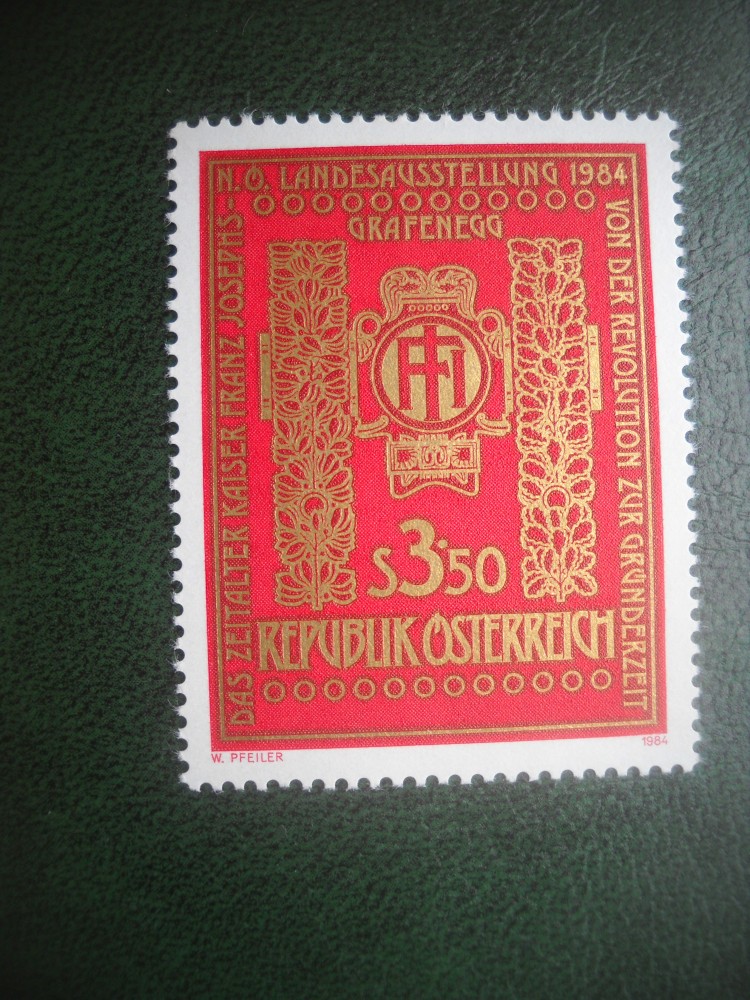 N.Ö. LANDESAUSSTELLUNG 1984
GRAFENEGG
DAS ZEITALTER KAISER FRANZ JOSEPHS -
VON DER REVOLUTION ZUR GRÜNDERZEIT
FJI
S3·50
REPUBLIK ÖSTERREICH
W. PFEILER
1984